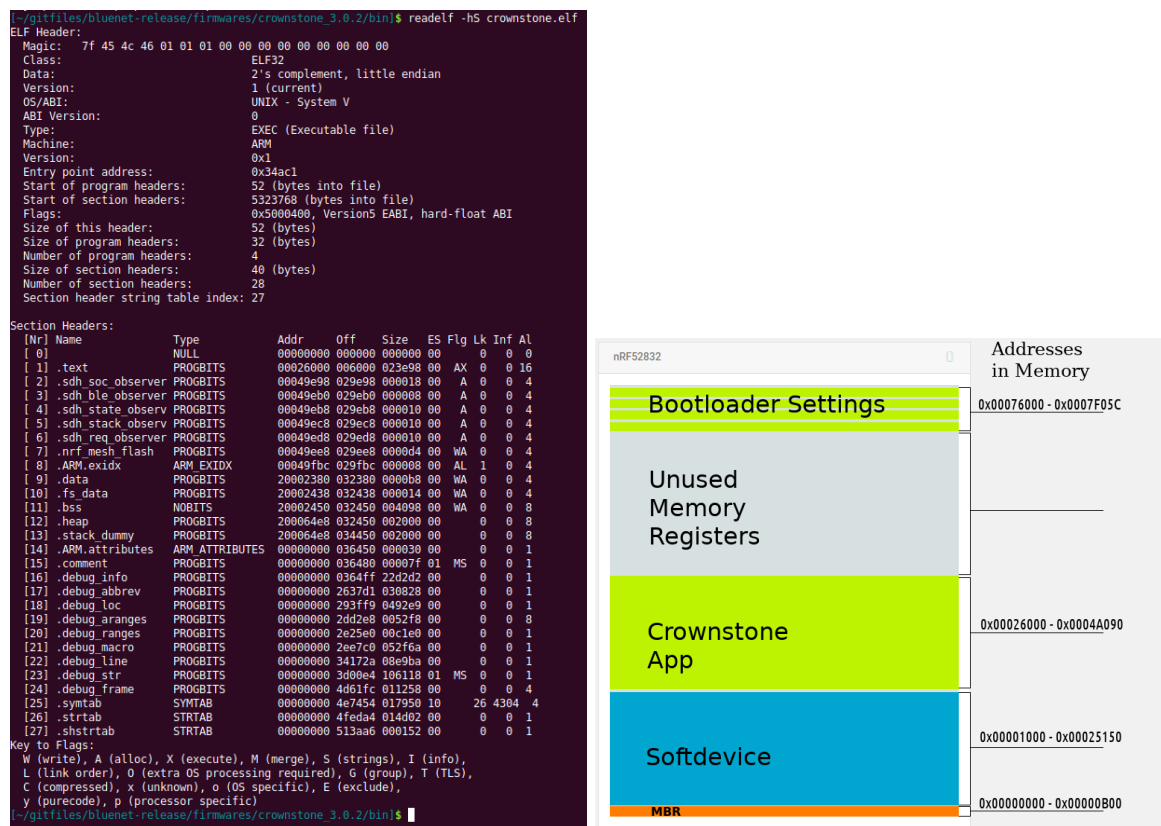 [~/gitfiles/bluenet-release/firmwares/crownstone_3.0.2/bin]$ readelf -hS crownstone.elf
ELF Header:
  Magic:   7f 45 4c 46 01 01 01 00 00 00 00 00 00 00 00 00
  Class:                             ELF32
  Data:                              2's complement, little endian
  Version:                           1 (current)
  OS/ABI:                            UNIX - System V
  ABI Version:                       0
  Type:                              EXEC (Executable file)
  Machine:                           ARM
  Version:                           0x1
  Entry point address:               0x34ac1
  Start of program headers:          52 (bytes into file)
  Start of section headers:          5323768 (bytes into file)
  Flags:                             0x5000400, Version5 EABI, hard-float ABI
  Size of this header:               52 (bytes)
  Size of program headers:           32 (bytes)
  Number of program headers:         4
  Size of section headers:           40 (bytes)
  Number of section headers:         28
  Section header string table index: 27
Section Headers:
  [Nr] Name              Type            Addr     Off    Size   ES Flg Lk Inf Al
  [ 0]                   NULL            00000000 000000 000000 00      0   0  0
  [ 1] .text             PROGBITS        00026000 006000 023e98 00  AX  0   0 16
  [ 2] .sdh_soc_observer PROGBITS        00049e98 029e98 000018 00   A  0   0  4
  [ 3] .sdh_ble_observer PROGBITS        00049eb0 029eb0 000008 00   A  0   0  4
  [ 4] .sdh_state_observ PROGBITS        00049eb8 029eb8 000010 00   A  0   0  4
  [ 5] .sdh_stack_observ PROGBITS        00049ec8 029ec8 000010 00   A  0   0  4
  [ 6] .sdh_req_observer PROGBITS        00049ed8 029ed8 000010 00   A  0   0  4
  [ 7] .nrf_mesh_flash   PROGBITS        00049ee8 029ee8 0000d4 00  WA  0   0  4
  [ 8] .ARM.exidx        ARM_EXIDX       00049fbc 029fbc 000008 00  AL  1   0  4
  [ 9] .data             PROGBITS        20002380 032380 0000b8 00  WA  0   0  4
  [10] .fs_data          PROGBITS        20002438 032438 000014 00  WA  0   0  4
  [11] .bss              NOBITS          20002450 032450 004098 00  WA  0   0  8
  [12] .heap             PROGBITS        200064e8 032450 002000 00      0   0  8
  [13] .stack_dummy      PROGBITS        200064e8 034450 002000 00      0   0  8
  [14] .ARM.attributes   ARM_ATTRIBUTES  00000000 036450 000030 00      0   0  1
  [15] .comment          PROGBITS        00000000 036480 00007f 01  MS  0   0  1
  [16] .debug_info       PROGBITS        00000000 0364ff 22d2d2 00      0   0  1
  [17] .debug_abbrev     PROGBITS        00000000 2637d1 030828 00      0   0  1
  [18] .debug_loc        PROGBITS        00000000 293ff9 0492e9 00      0   0  1
  [19] .debug_aranges    PROGBITS        00000000 2dd2e8 0052f8 00      0   0  8
  [20] .debug_ranges     PROGBITS        00000000 2e25e0 00c1e0 00      0   0  1
  [21] .debug_macro      PROGBITS        00000000 2ee7c0 052f6a 00      0   0  1
  [22] .debug_line       PROGBITS        00000000 34172a 08e9ba 00      0   0  1
  [23] .debug_str        PROGBITS        00000000 3d00e4 106118 01  MS  0   0  1
  [24] .debug_frame      PROGBITS        00000000 4d61fc 011258 00      0   0  4
  [25] .symtab           SYMTAB          00000000 4e7454 017950 10     26 4304  4
  [26] .strtab           STRTAB          00000000 4feda4 014d02 00      0   0  1
  [27] .shstrtab         STRTAB          00000000 513aa6 000152 00      0   0  1
Key to Flags:
  W (write), A (alloc), X (execute), M (merge), S (strings), I (info),
  L (link order), O (extra OS processing required), G (group), T (TLS),
  C (compressed), x (unknown), o (OS specific), E (exclude),
  y (purecode), p (processor specific)
[~/gitfiles/bluenet-release/firmwares/crownstone_3.0.2/bin]$
nRF52832
Addresses
in Memory
Bootloader Settings
0x00076000 - 0x0007F05C
Unused
Memory
Registers
Crownstone
App
0x00026000 - 0x0004A090
Softdevice
0x00001000 - 0x00025150
MBR
0x00000000 - 0x00000B00